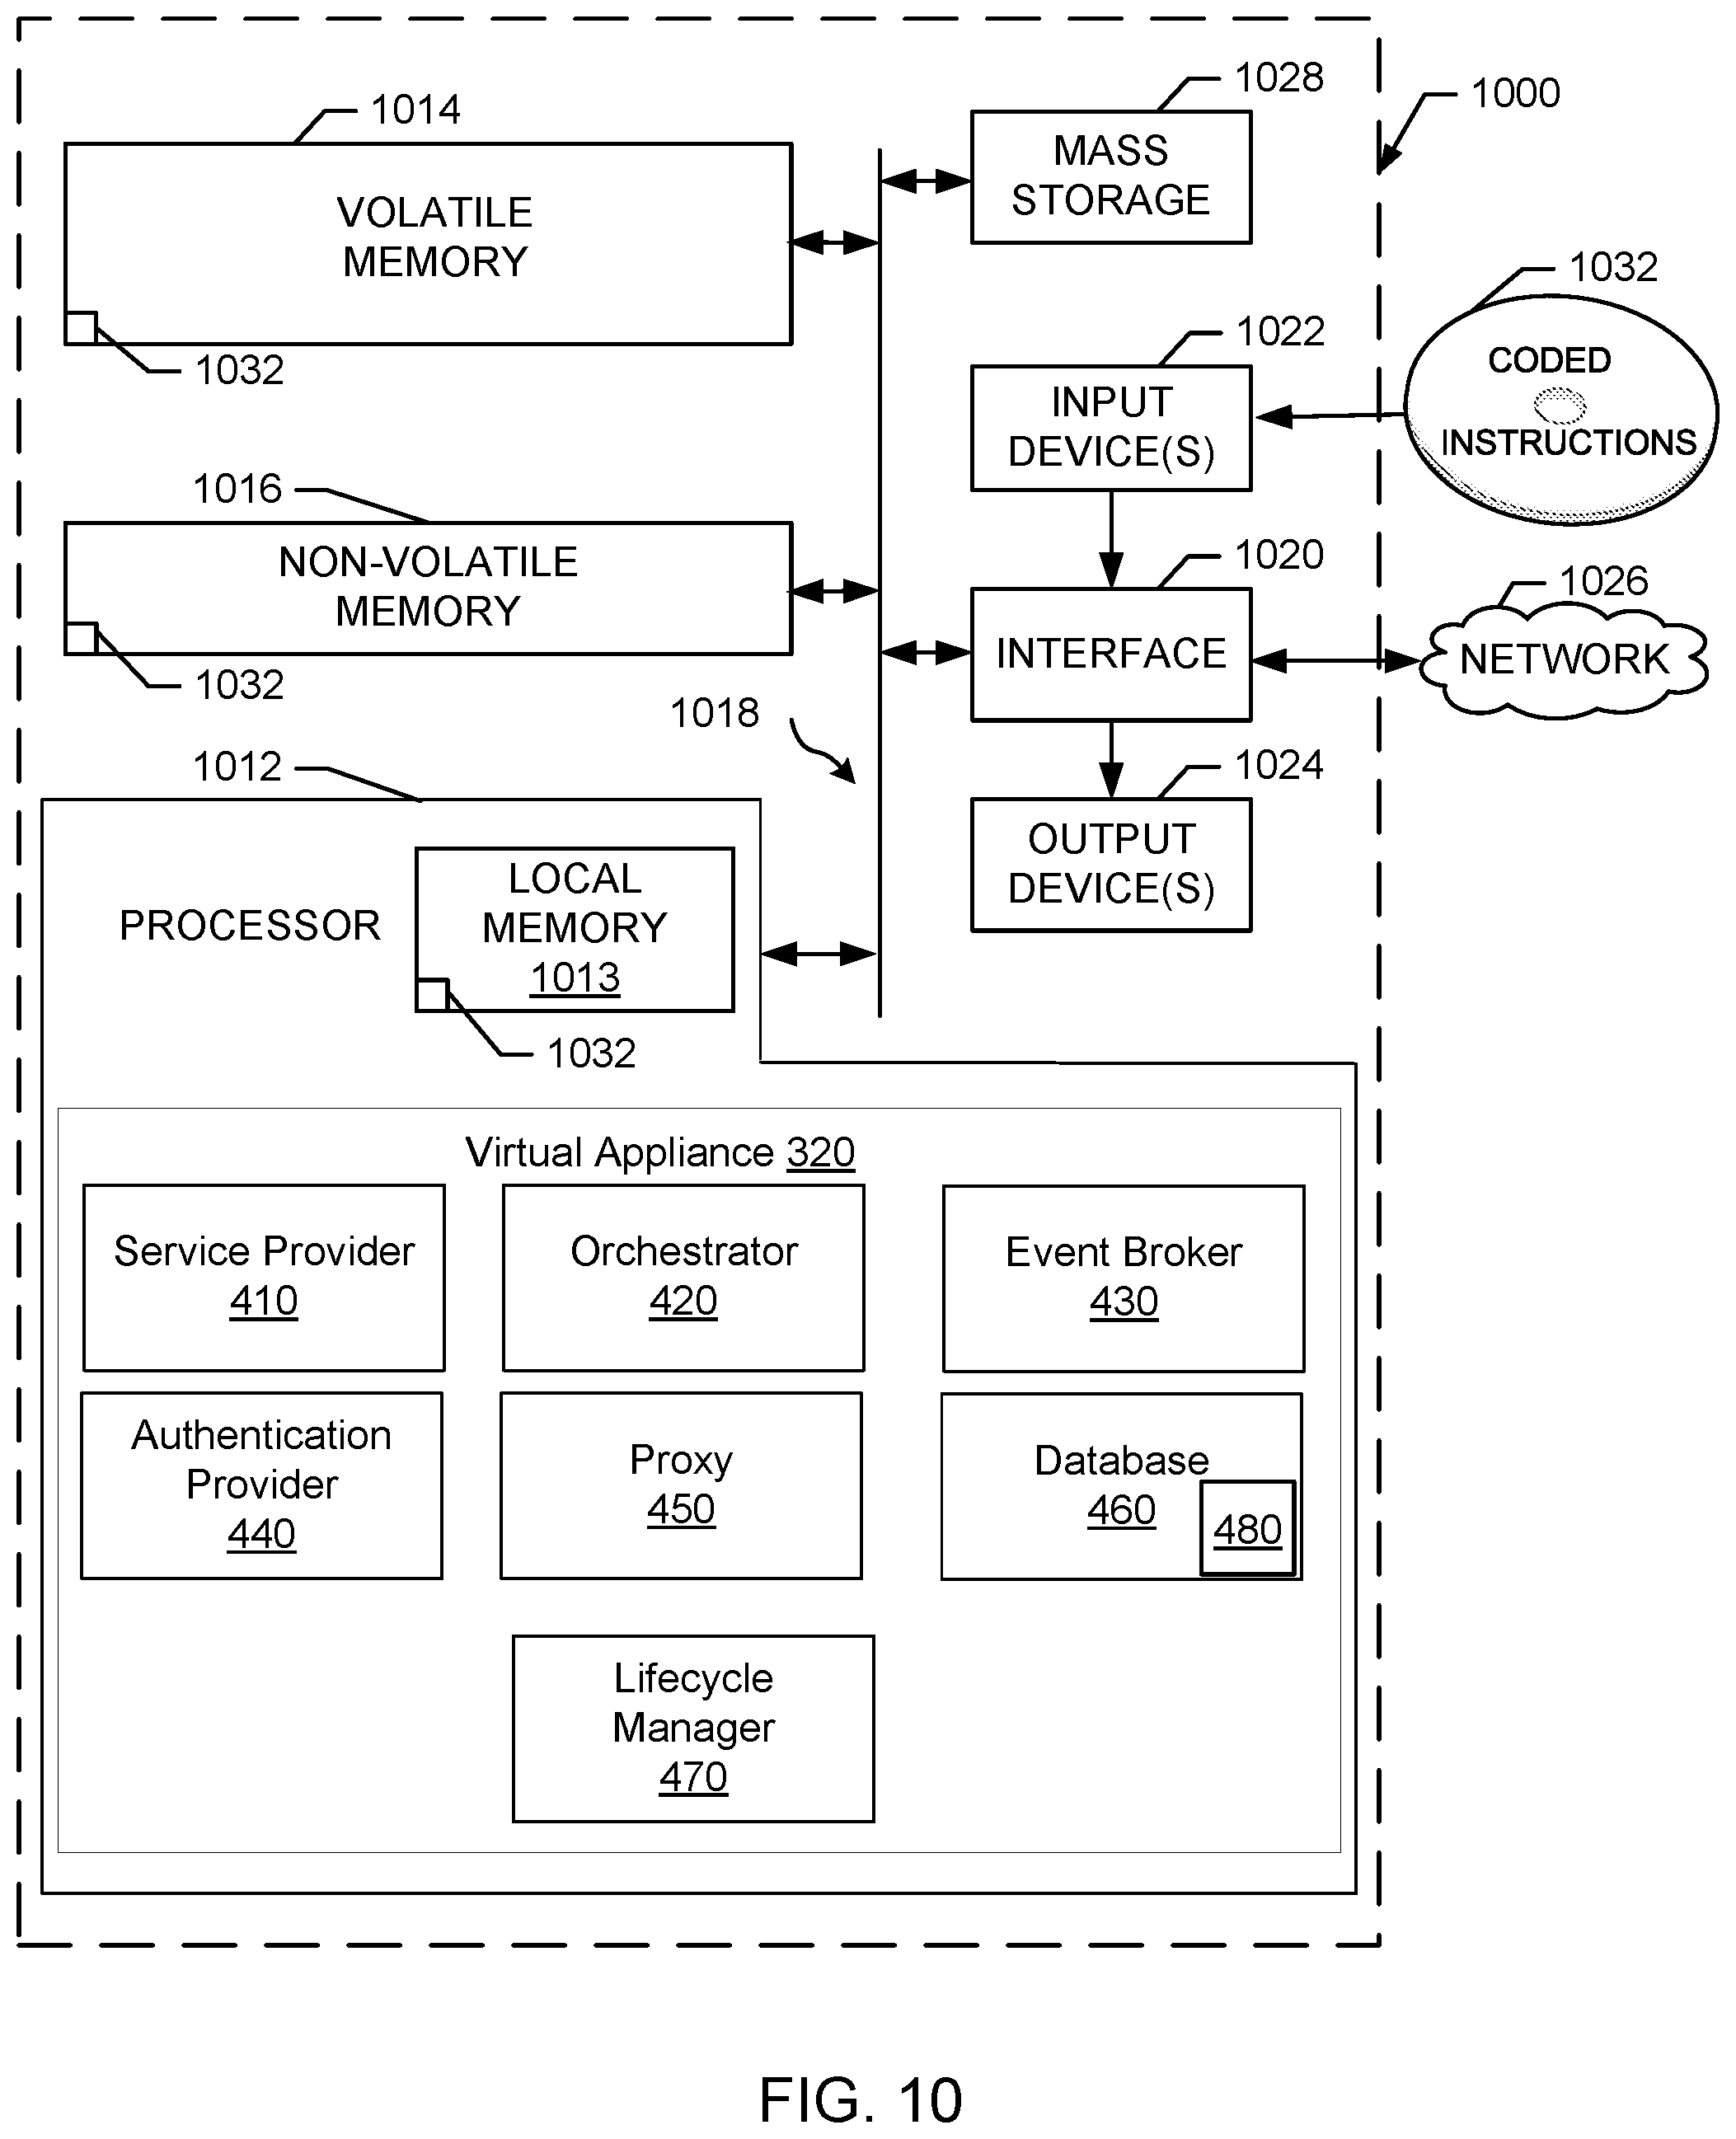 1014
VOLATILE
MEMORY
1032
1028
MASS
STORAGE
1000
1022
INPUT
DEVICE(S)
1032
CODED
INSTRUCTIONS
1016
NON-VOLATILE
MEMORY
1032
1020
INTERFACE
1026
NETWORK
1018
1024
OUTPUT
DEVICE(S)
1012
PROCESSOR
LOCAL
MEMORY
1013
1032
Virtual Appliance 320
Service Provider
410
Orchestrator
420
Event Broker
430
Authentication
Provider
440
Proxy
450
Database
460
480
Lifecycle
Manager
470
FIG. 10